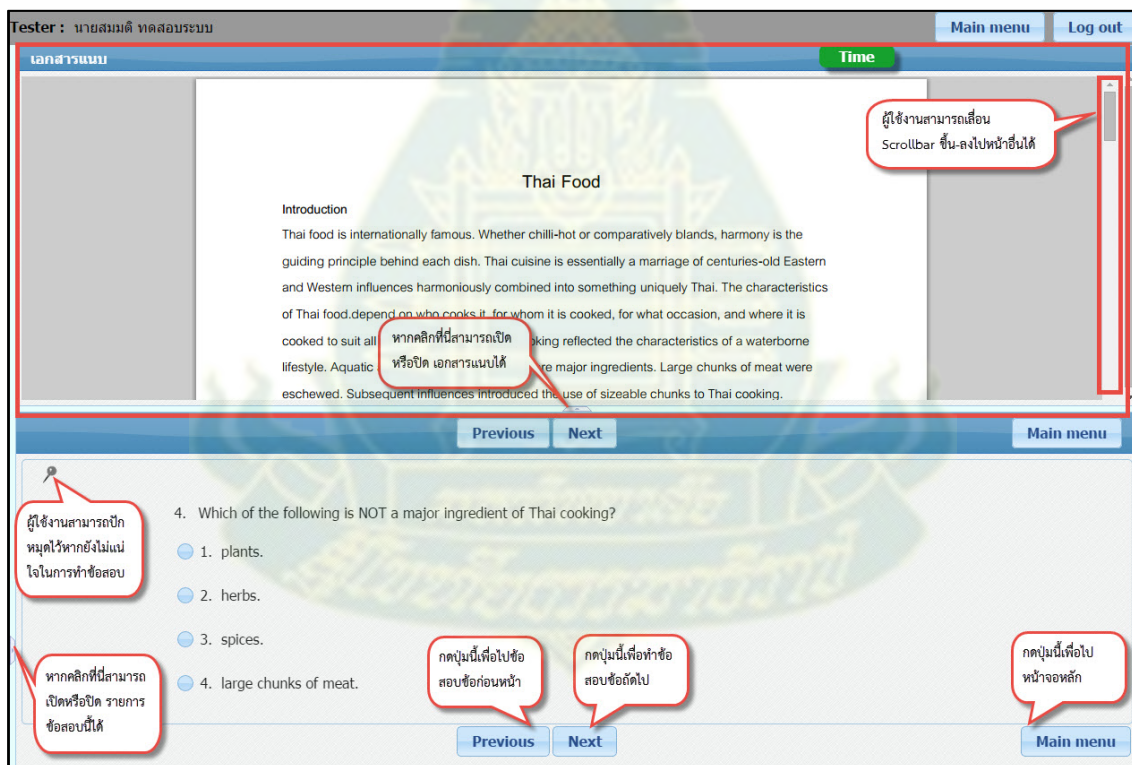 Tester : นายสมมติ ทดสอบระบบ
Main menu
Log out
เอกสารแนบ
Time
ผู้ใช้งานสามารถเลื่อน
Scrollbar ขึ้น-ลงไปหน้าอื่นได้
Thai Food
Introduction
Thai food is internationally famous. Whether chilli-hot or comparatively blands, harmony is the
guiding principle behind each dish. Thai cuisine is essentially a marriage of centuries-old Eastern
and Western influences harmoniously combined into something uniquely Thai. The characteristics
of Thai food.depend on who cooks it, for whom it is cooked, for what occasion, and where it is
cooked to suit all oking reflected the characteristics of a waterborne
lifestyle. Aquatic re major ingredients. Large chunks of meat were
eschewed. Subsequent influences introduced the use of sizeable chunks to Thai cooking.
หากคลิกที่นี่สามารถเปิด
หรือปิด เอกสารแนบได้
Previous
Next
Main menu
ผู้ใช้งานสามารถปัก
หมุดไว้หากยังไม่แน่
ใจในการทำข้อสอบ
4. Which of the following is NOT a major ingredient of Thai cooking?
1. plants.
2. herbs.
3. spices.
4. large chunks of meat.
หากคลิกที่นี่สามารถ
เปิดหรือปิด รายการ
ข้อสอบนี้ได้
กดปุ่มนี้เพื่อไปข้อ
สอบข้อก่อนหน้า
กดปุ่มนี้เพื่อทำข้อ
สอบข้อถัดไป
กดปุ่มนี้เพื่อไป
หน้าจอหลัก
Previous
Next
Main menu